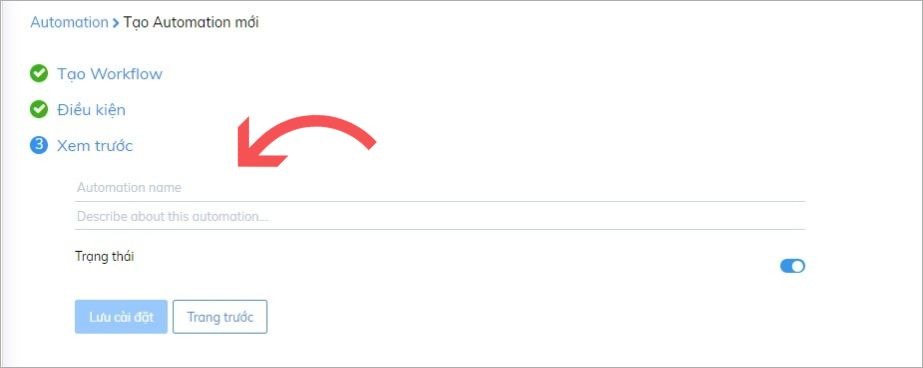 Automation > Tạo Automation mới
Tạo Workflow
Điều kiện
3 Xem trước
Automation name
Describe about this automation...
Trạng thái
Lưu cài đặt Trang trước